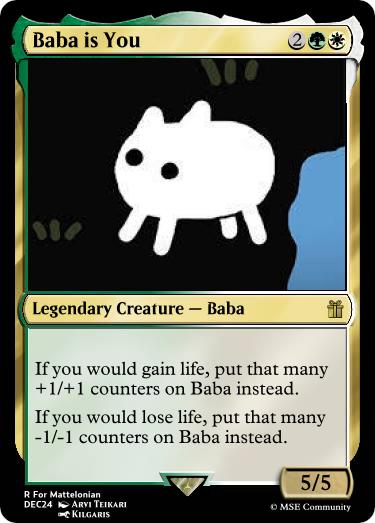 Baba is You 2
Legendary Creature — Baba
If you would gain life, put that many
+1/+1 counters on Baba instead.
If you would lose life, put that many
-1/-1 counters on Baba instead.
5/5
R For Mattelonian
DEC24 Arvi Teikari
Kilgaris
© MSE Community